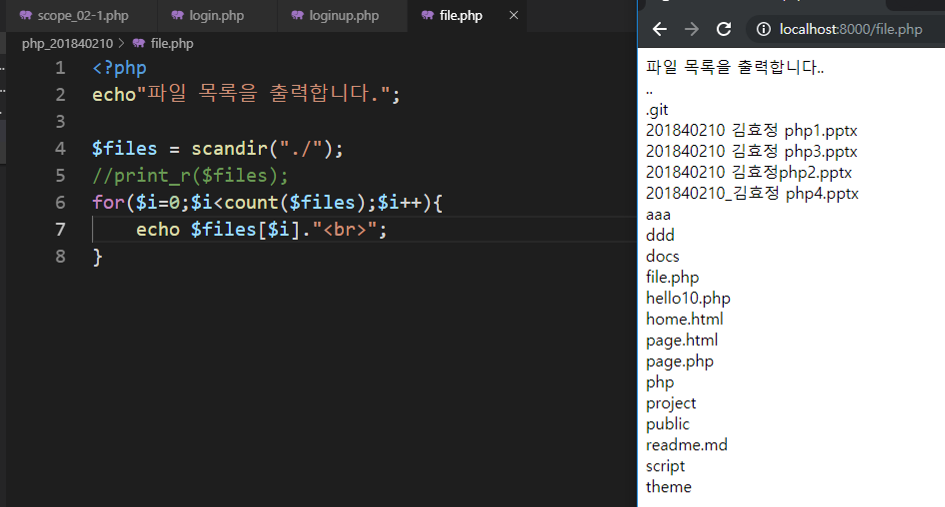 scope_02-1.php login.php loginup.php file.php
php_201840210 > file.php
1 <?php
2 echo"파일 목록을 출력합니다.";
3
4 $files = scandir("./");
5 //print_r($files);
6 for($i=0;$i<count($files);$i++){
7 echo $files[$i]."<br>";
8 }
localhost:8000/file.php
파일 목록을 출력합니다..
..
.git
201840210 김효정 php1.pptx
201840210 김효정 php3.pptx
201840210 김효정php2.pptx
201840210_김효정 php4.pptx
aaa
ddd
docs
file.php
hello10.php
home.html
page.html
page.php
php
project
public
readme.md
script
theme